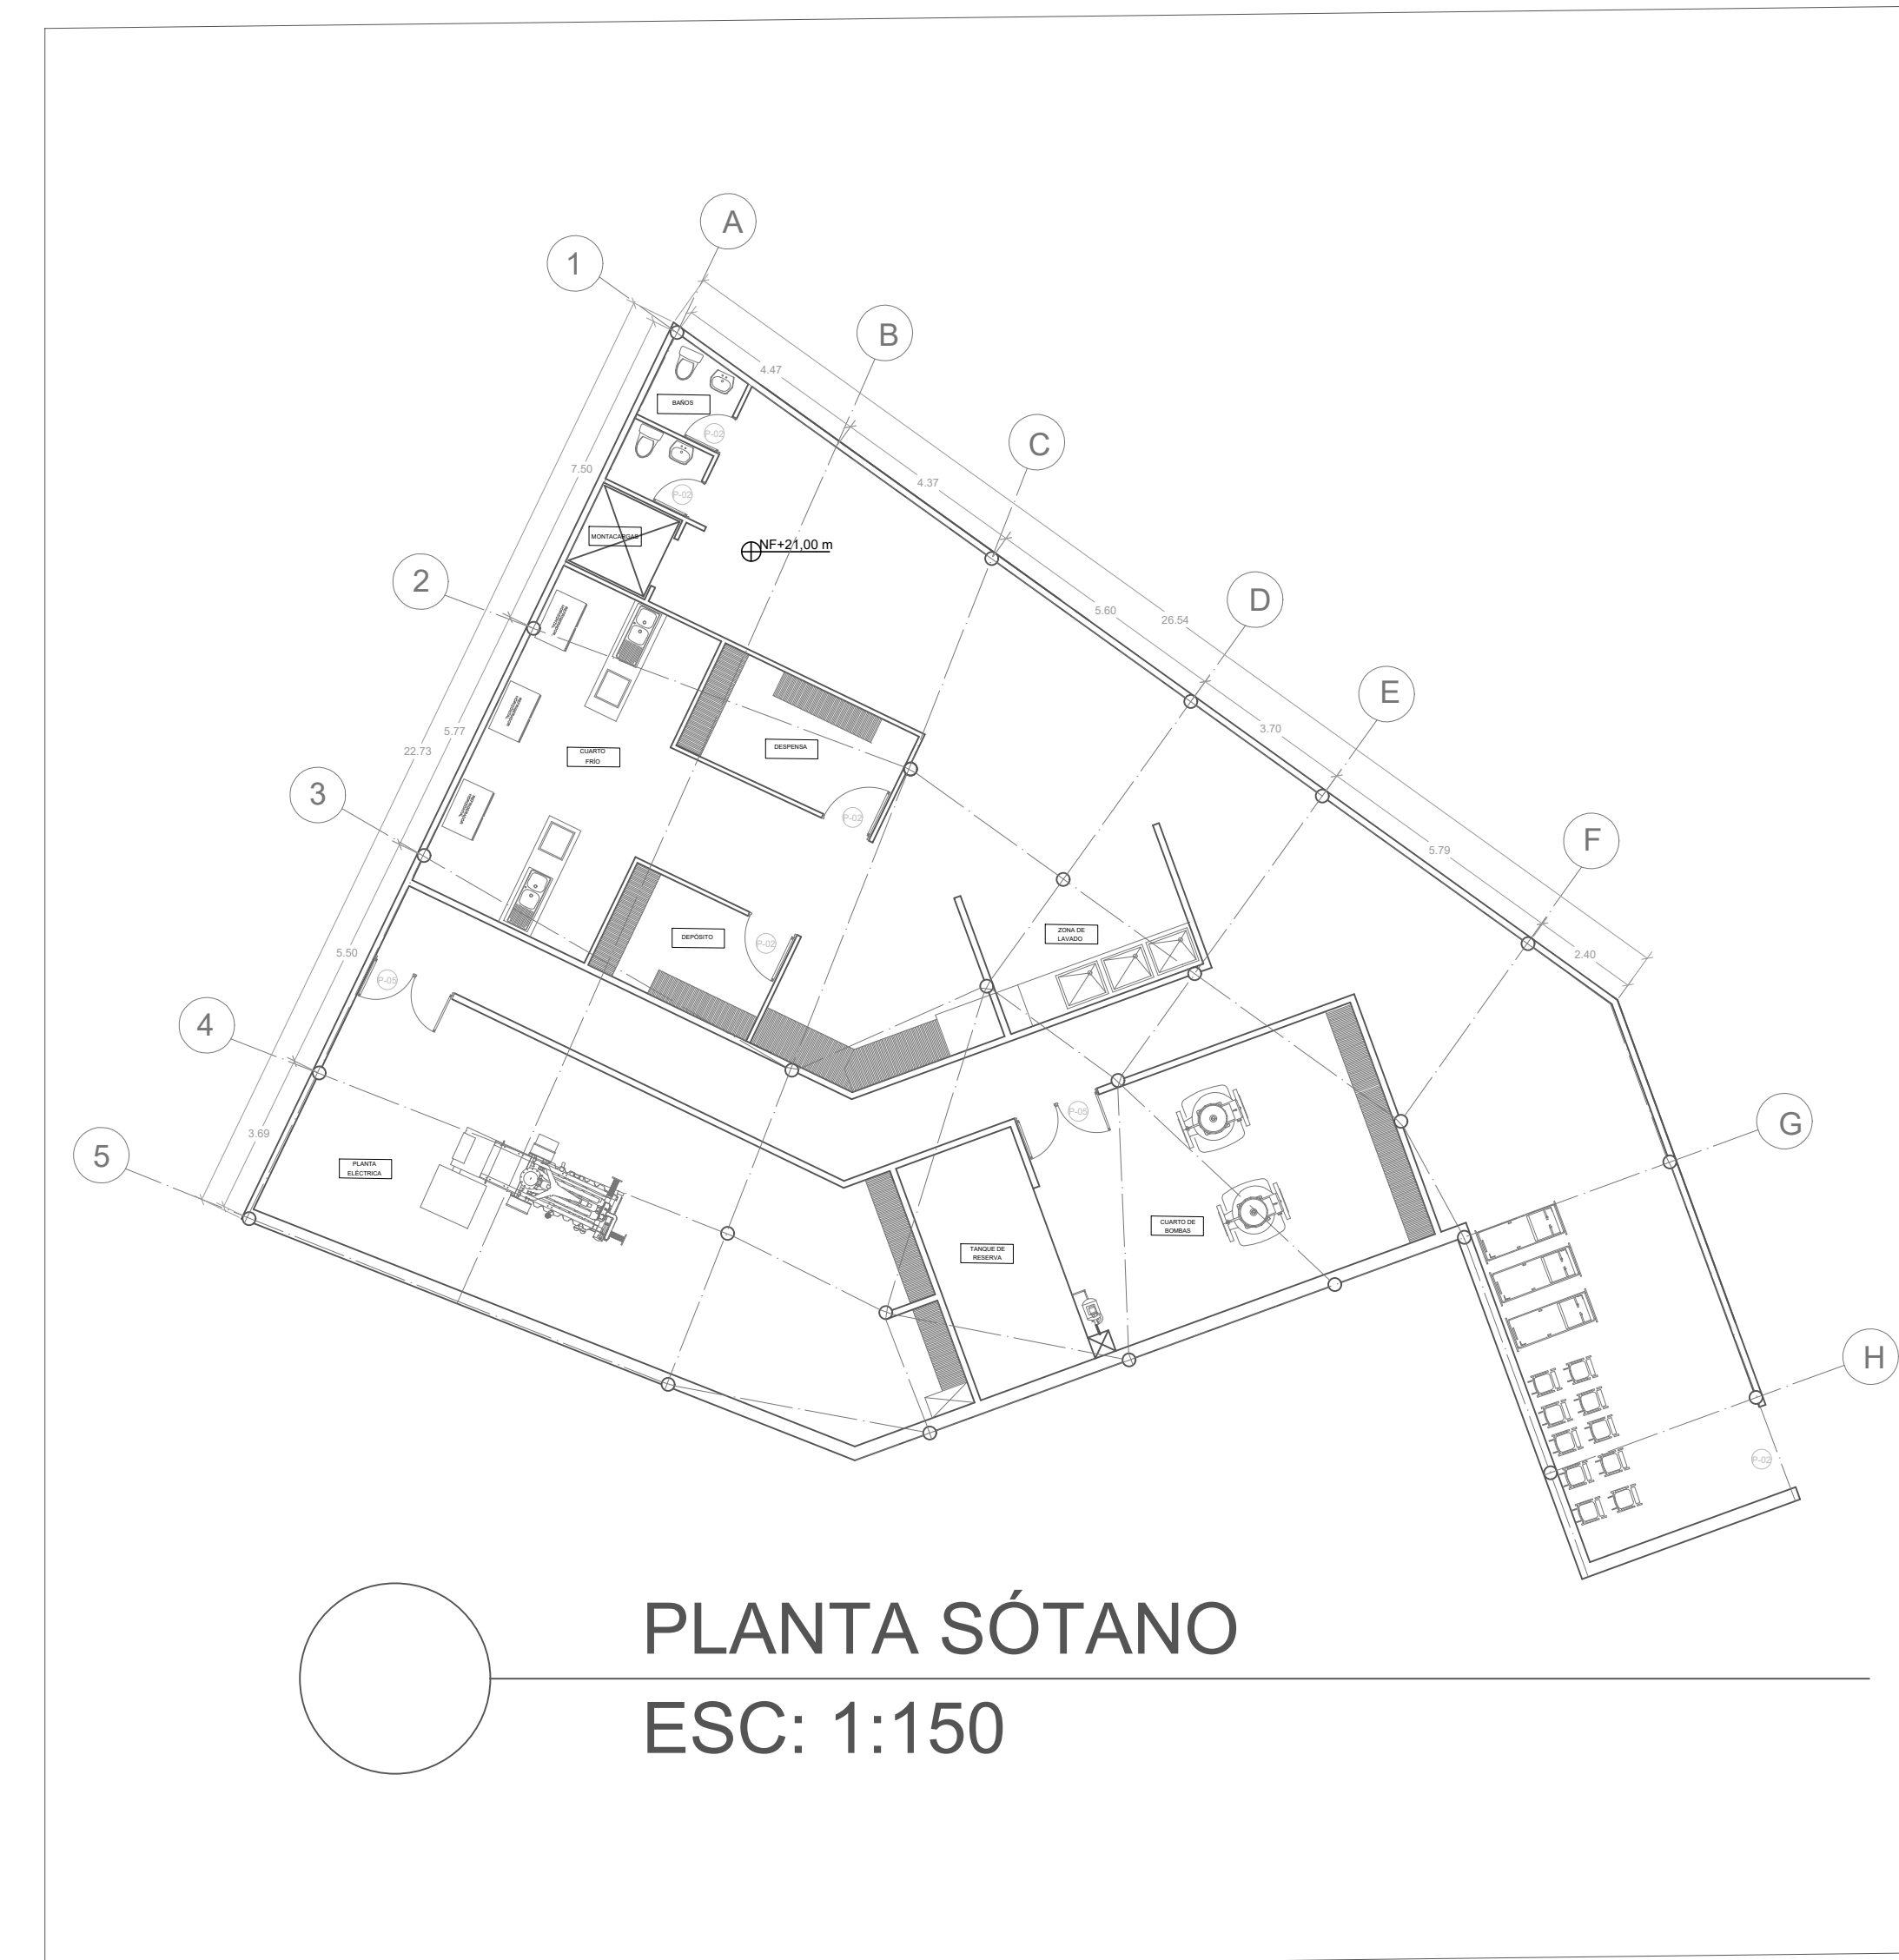 A
1
B
4.47
BAÑOS
P-02
C
7.50
4.37
P-02
MONTACARGAS
NF+21,00 m
2
D
5.60
26.54
E
3.70
5.77
22.73
CUARTO
FRÍO
DESPENSA
3
P-02
F
5.79
ZONA DE
LAVADO
DEPÓSITO
P-02
5.50
2.40
P-05
4
P-05
G
3.69
5
PLANTA
ELÉCTRICA
CUARTO DE
BOMBAS
TANQUE DE
RESERVA
H
P-02
PLANTA SÓTANO
ESC: 1:150